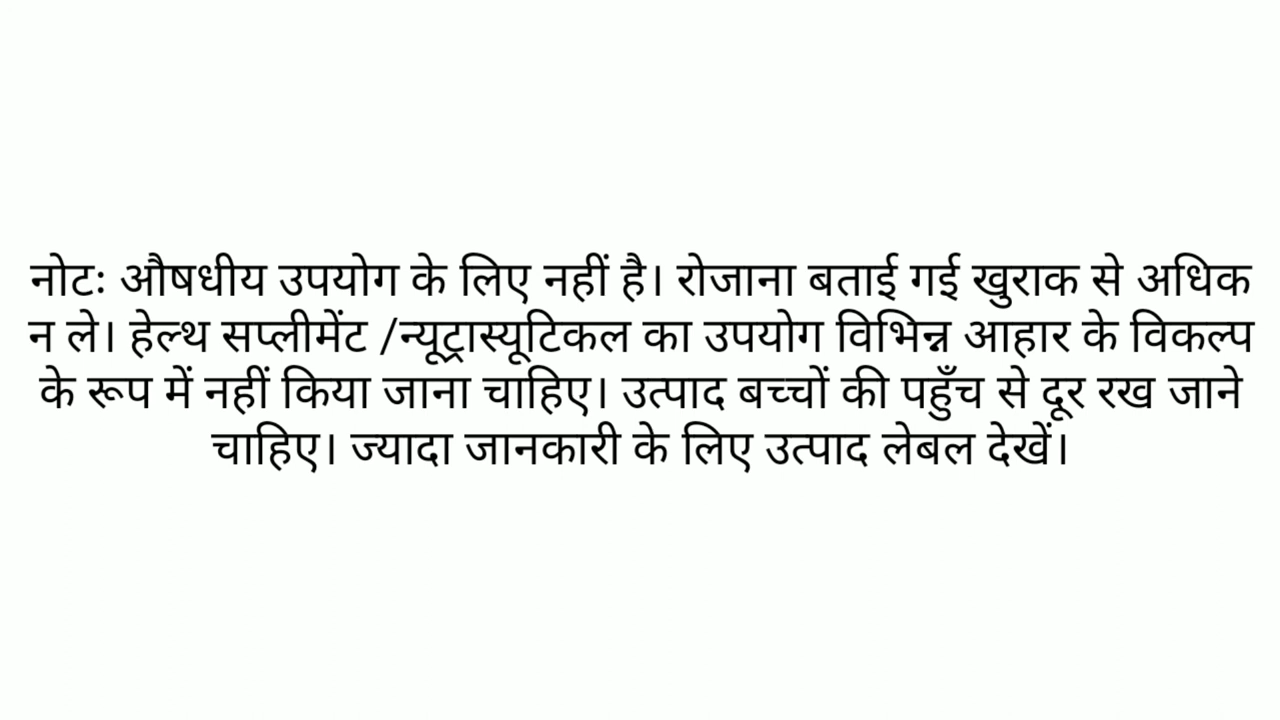 नोटः औषधीय उपयोग के लिए नहीं है। रोजाना बताई गई खुराक से अधिक
न ले। हेल्थ सप्लीमेंट /न्यूट्रास्यूटिकल का उपयोग विभिन्न आहार के विकल्प
के रूप में नहीं किया जाना चाहिए। उत्पाद बच्चों की पहुँच से दूर रख जाने
चाहिए। ज्यादा जानकारी के लिए उत्पाद लेबल देखें।